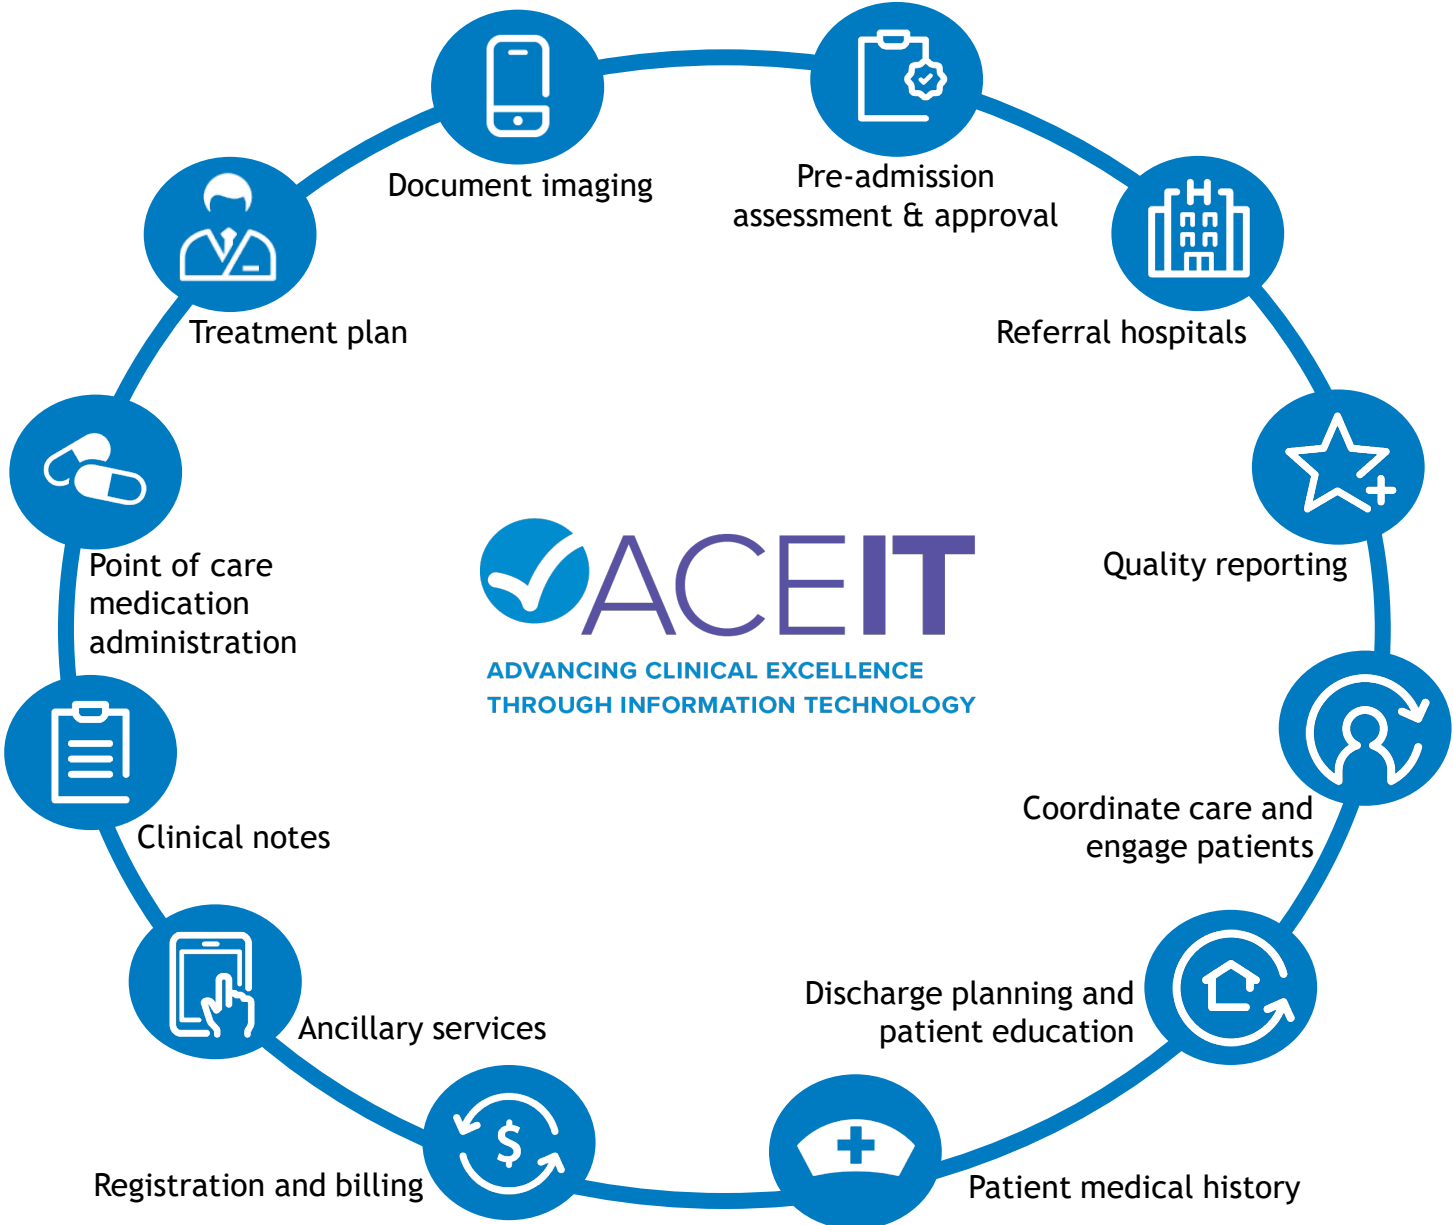 Document imaging
Pre-admission
assessment & approval
Treatment plan
Referral hospitals
Point of care
medication
administration
Quality reporting
ACEIT
ADVANCING CLINICAL EXCELLENCE
THROUGH INFORMATION TECHNOLOGY
Clinical notes
Coordinate care and
engage patients
Ancillary services
Discharge planning and
patient education
$
Registration and billing
Patient medical history
H